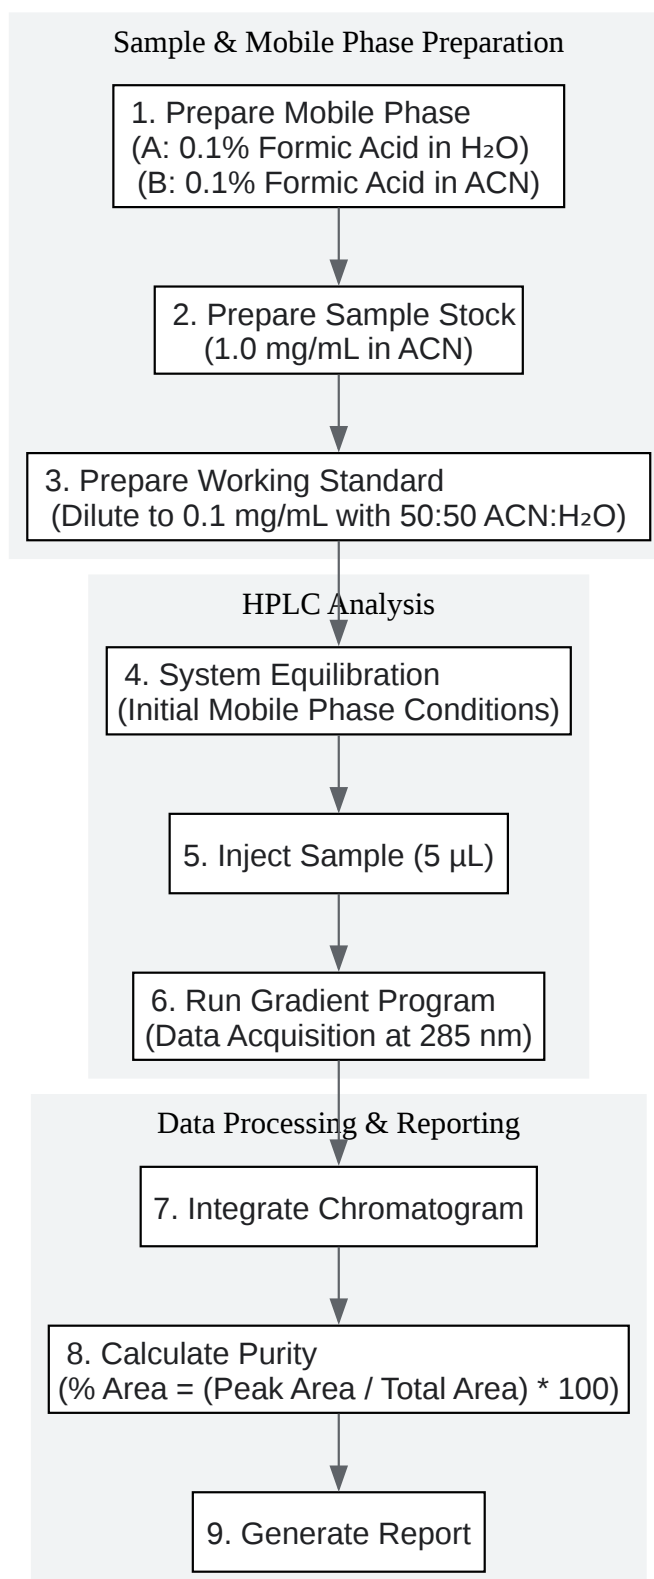 Sample & Mobile Phase Preparation
1. Prepare Mobile Phase
(A: 0.1% Formic Acid in H₂O)
(B: 0.1% Formic Acid in ACN)
2. Prepare Sample Stock
(1.0 mg/mL in ACN)
3. Prepare Working Standard
(Dilute to 0.1 mg/mL with 50:50 ACN:H₂O)
HPLC Analysis
4. System Equilibration
(Initial Mobile Phase Conditions)
5. Inject Sample (5 µL)
6. Run Gradient Program
(Data Acquisition at 285 nm)
Data Processing & Reporting
7. Integrate Chromatogram
8. Calculate Purity
(% Area = (Peak Area / Total Area) * 100)
9. Generate Report